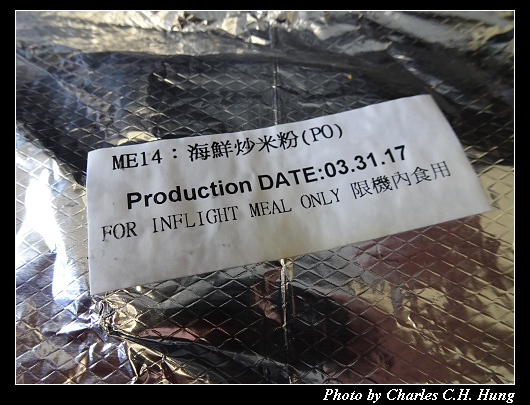 ME14：海鮮炒米粉(PO)
Production DATE:03.31.17
FOR INFLIGHT MEAL ONLY 限機內食用
Photo by Charles C.H. Hung